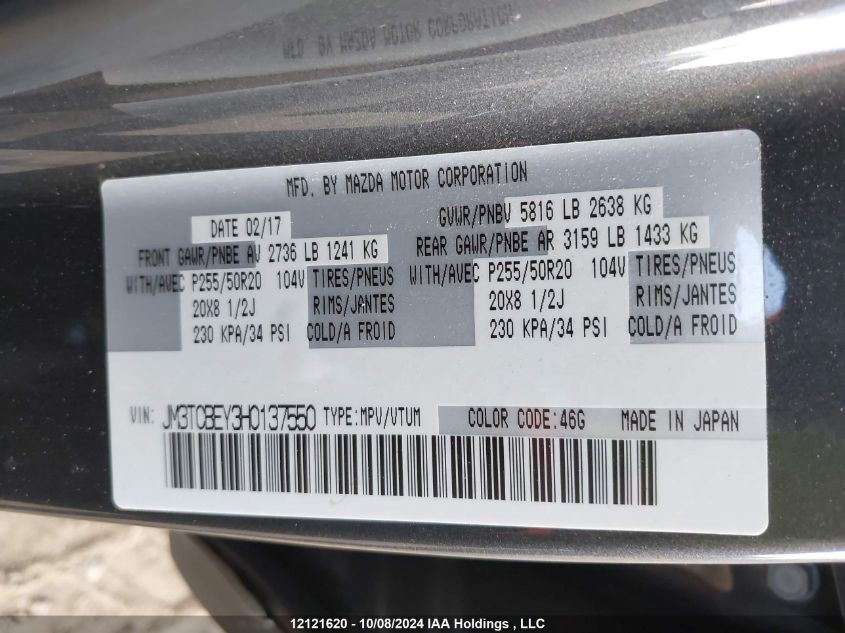 MFD. BY MAZDA MOTOR CORPORATION
DATE 02/17 GVWR/PNBV 5816 LB 2638 KG
FRONT GAWR/PNBE AV 2736 LB 1241 KG REAR GAWR/PNBE AR 3159 LB 1433 KG
WITH/AVEC P255/50R20 104V TIRES/PNEUS WITH/AVEC P255/50R20 104V TIRES/PNEUS
20X8 1/2J RIMS/JANTES 20X8 1/2J RIMS/JANTES
230 KPA/34 PSI COLD/A FROID 230 KPA/34 PSI COLD/A FROID
VIN: JM3TCBEY3H0137550 TYPE:MPV/VTUM COLOR CODE:46G MADE IN JAPAN
12121620 - 10/08/2024 IAA Holdings , LLC